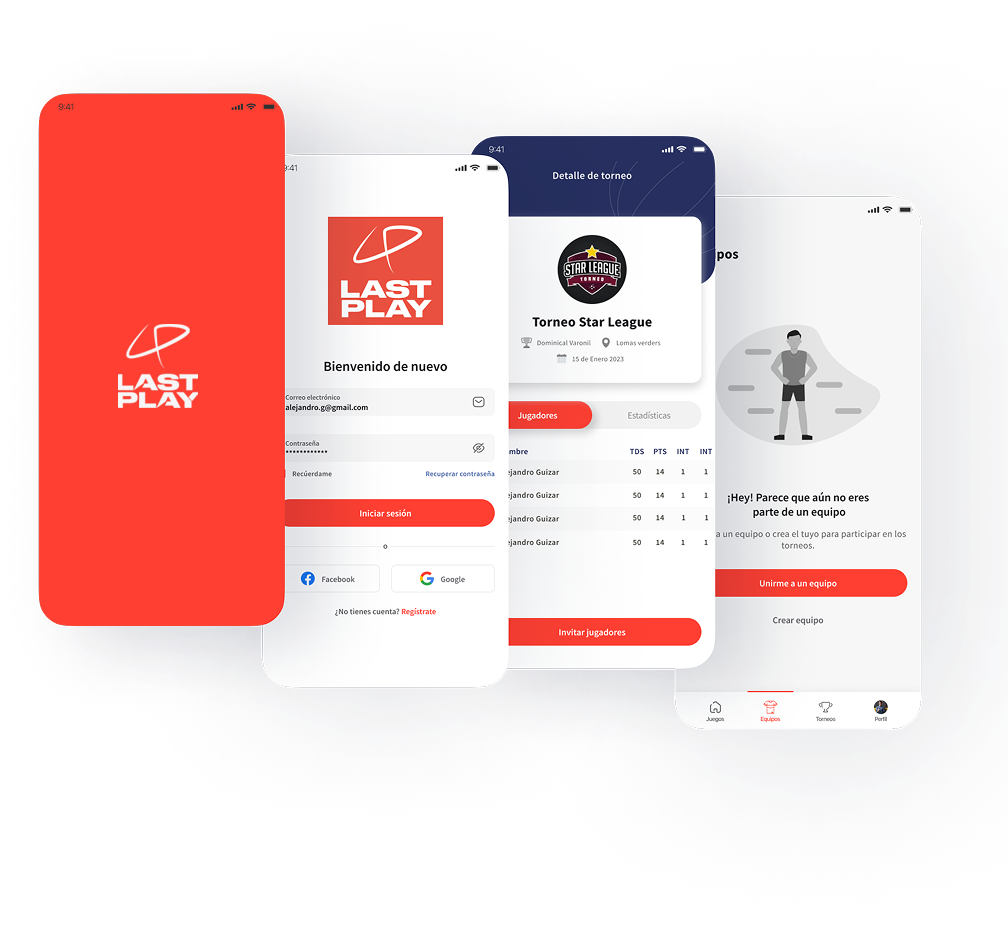 9:41
LAST
PLAY
9:41
LAST
PLAY
Bienvenido de nuevo
Correo electrónico
alejandro.g@gmail.com
Contraseña
************
Recúerdame
Recuperar contraseña
Iniciar sesión
o
Facebook
Google
¿No tienes cuenta? Regístrate
9:41
Detalle de torneo
STAR LEAGUE
TORNEO
Torneo Star League
Dominical Varonil Lomas verders
15 de Enero 2023
Jugadores Estadísticas
mbre TDS PTS INT INT
ejandro Guizar 50 14 1 1
ejandro Guizar 50 14 1 1
ejandro Guizar 50 14 1 1
ejandro Guizar 50 14 1 1
Invitar jugadores
pos
¡Hey! Parece que aún no eres
parte de un equipo
a un equipo o crea el tuyo para participar en los
torneos.
Unirme a un equipo
Crear equipo
Juegos Equipos Torneos Perfil